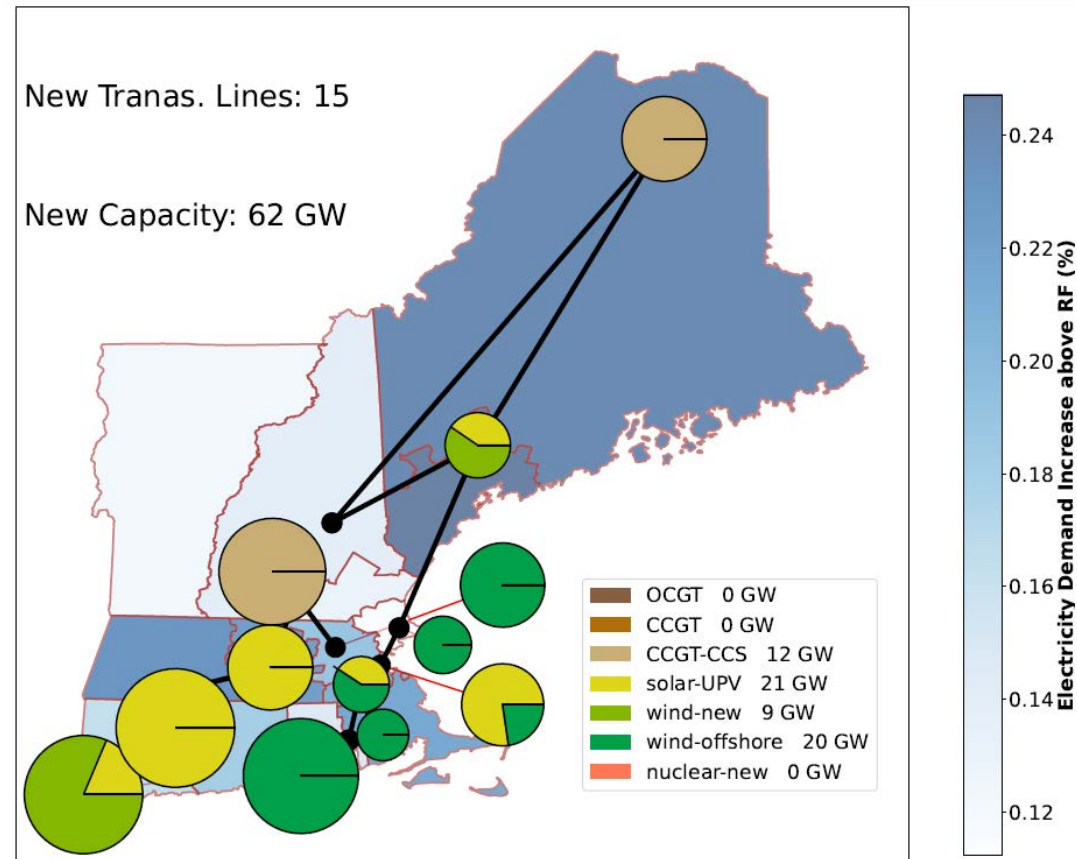 New Tranas. Lines: 15
New Capacity: 62 GW
OCGT 0 GW
CCGT 0 GW
CCGT-CCS 12 GW
solar-UPV 21 GW
wind-new 9 GW
wind-offshore 20 GW
nuclear-new 0 GW
0.24
0.22
0.20
0.18
0.16
0.14
0.12
Electricity Demand Increase above RF (%)